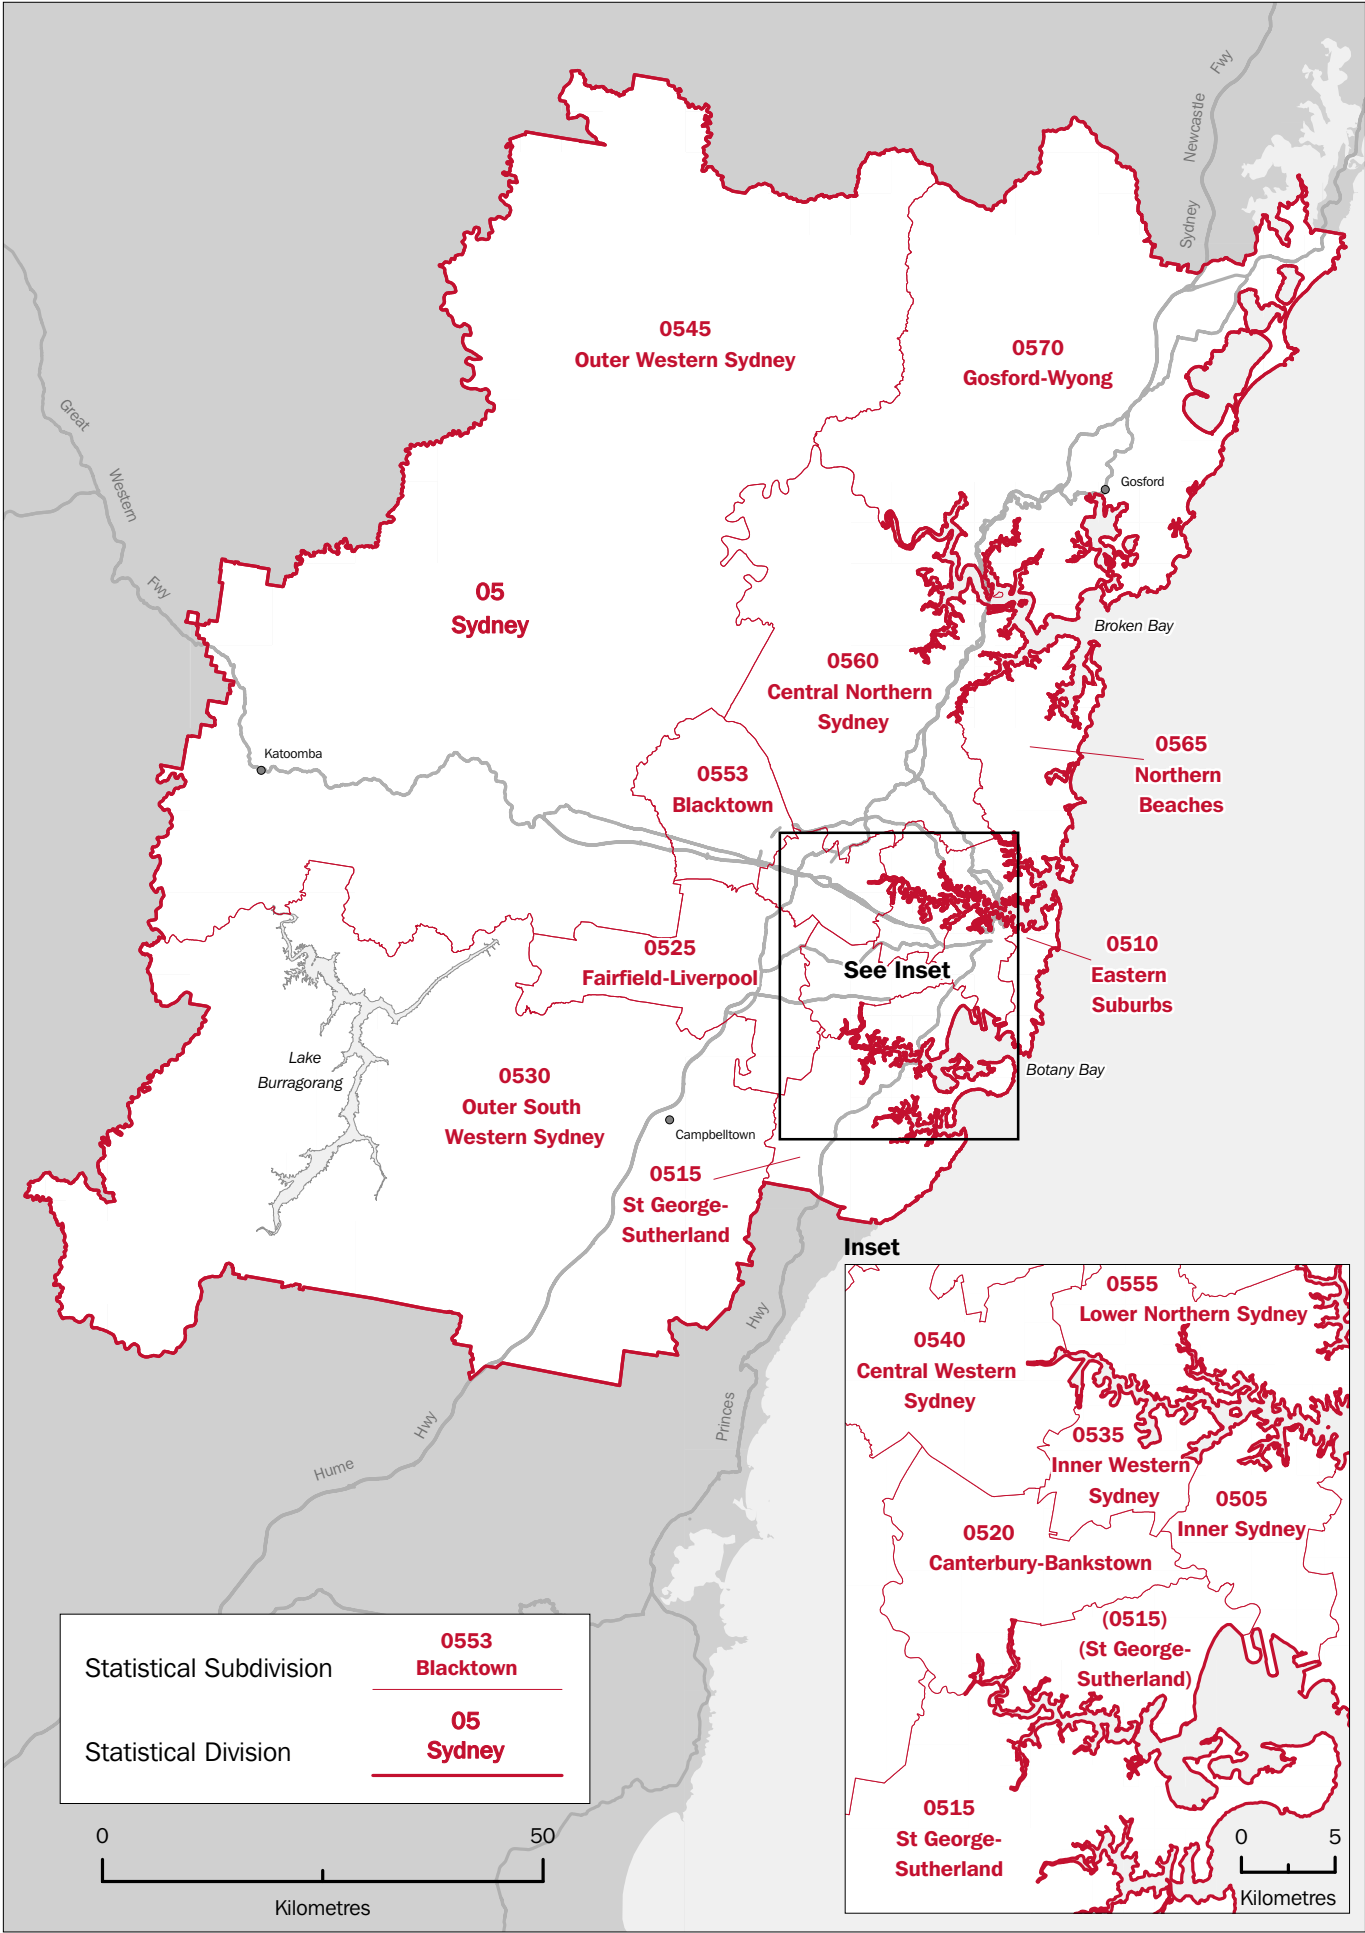 Fwy
Newcastle
Sydney
0545
Outer Western Sydney
0570
Gosford-Wyong
Great
Western
Fwy
Gosford
05
Sydney
Broken Bay
0560
Central Northern
Sydney
0565
Northern
Beaches
Katoomba
0553
Blacktown
0525
Fairfield-Liverpool
See Inset
0510
Eastern
Suburbs
Lake
Burragorang
0530
Outer South
Western Sydney
Botany Bay
Campbelltown
0515
St George-
Sutherland
Hwy
Princes
Hwy
Hume
Inset
0555
Lower Northern Sydney
0540
Central Western
Sydney
0535
Inner Western
Sydney
0505
Inner Sydney
0520
Canterbury-Bankstown
(0515)
(St George-
Sutherland)
0515
St George-
Sutherland
0 5
Kilometres
Statistical Subdivision
0553
Blacktown
Statistical Division
05
Sydney
0 50
Kilometres